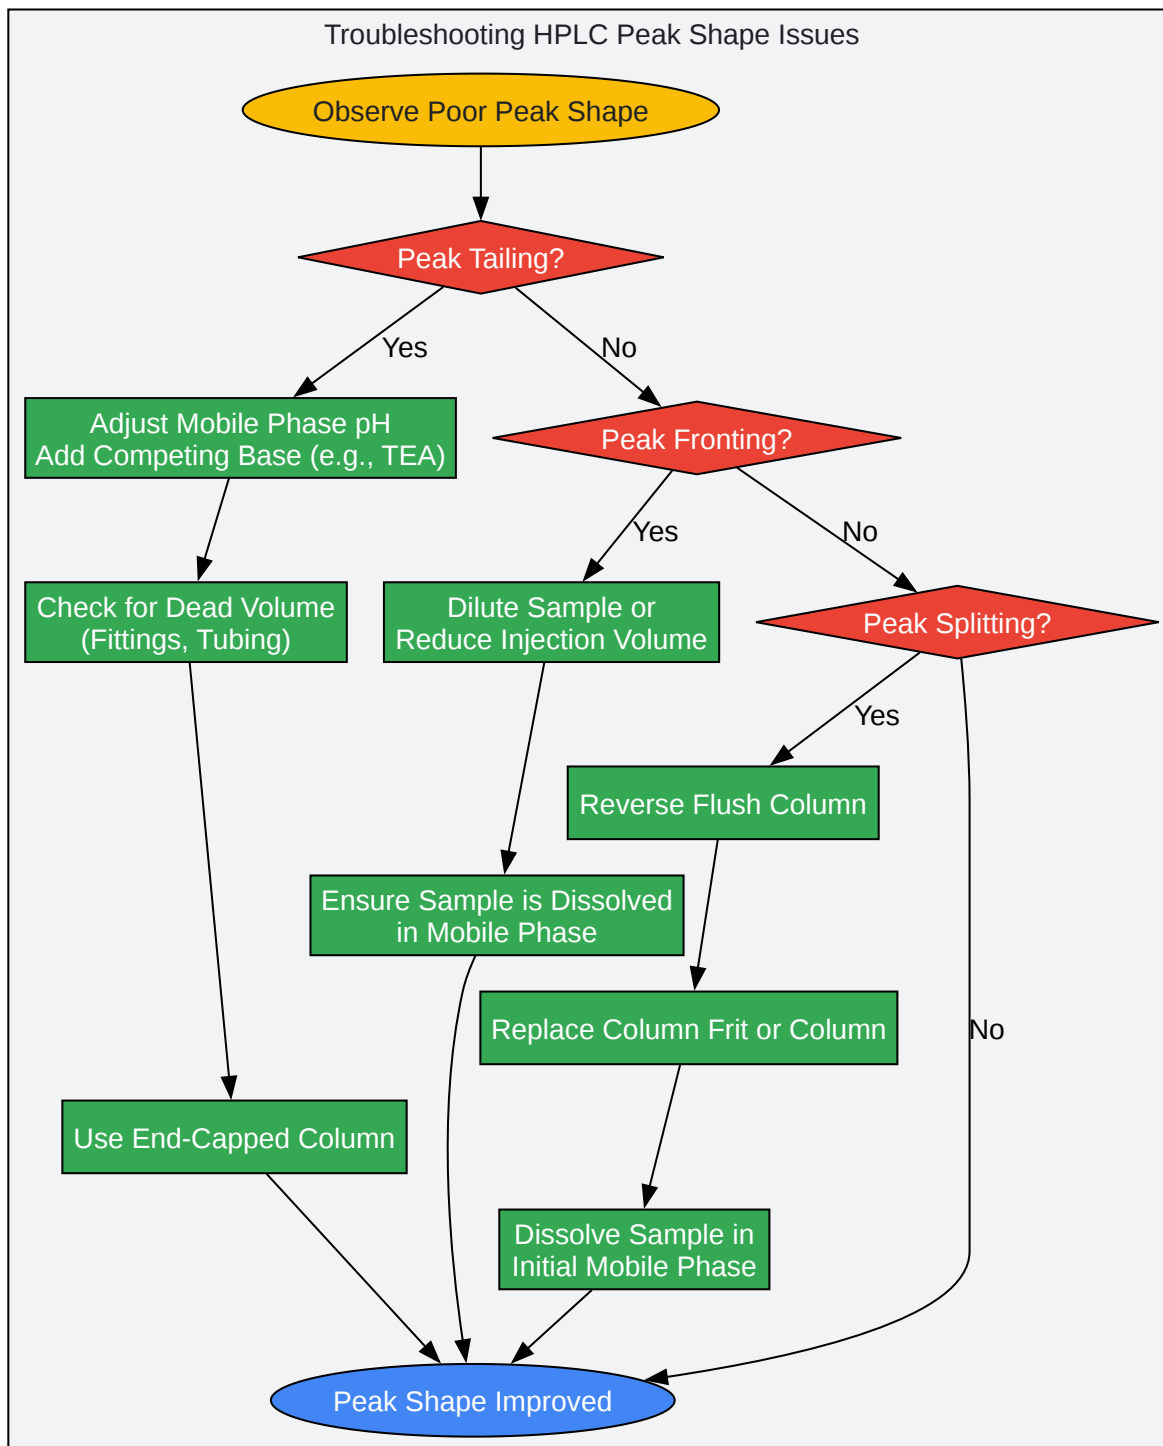 Troubleshooting HPLC Peak Shape Issues
Observe Poor Peak Shape
Peak Tailing?
Yes
No
Adjust Mobile Phase pH
Add Competing Base (e.g., TEA)
Peak Fronting?
Yes
No
Check for Dead Volume
(Fittings, Tubing)
Dilute Sample or
Reduce Injection Volume
Peak Splitting?
Yes
Reverse Flush Column
Ensure Sample is Dissolved
in Mobile Phase
Replace Column Frit or Column
No
Use End-Capped Column
Dissolve Sample in
Initial Mobile Phase
Peak Shape Improved